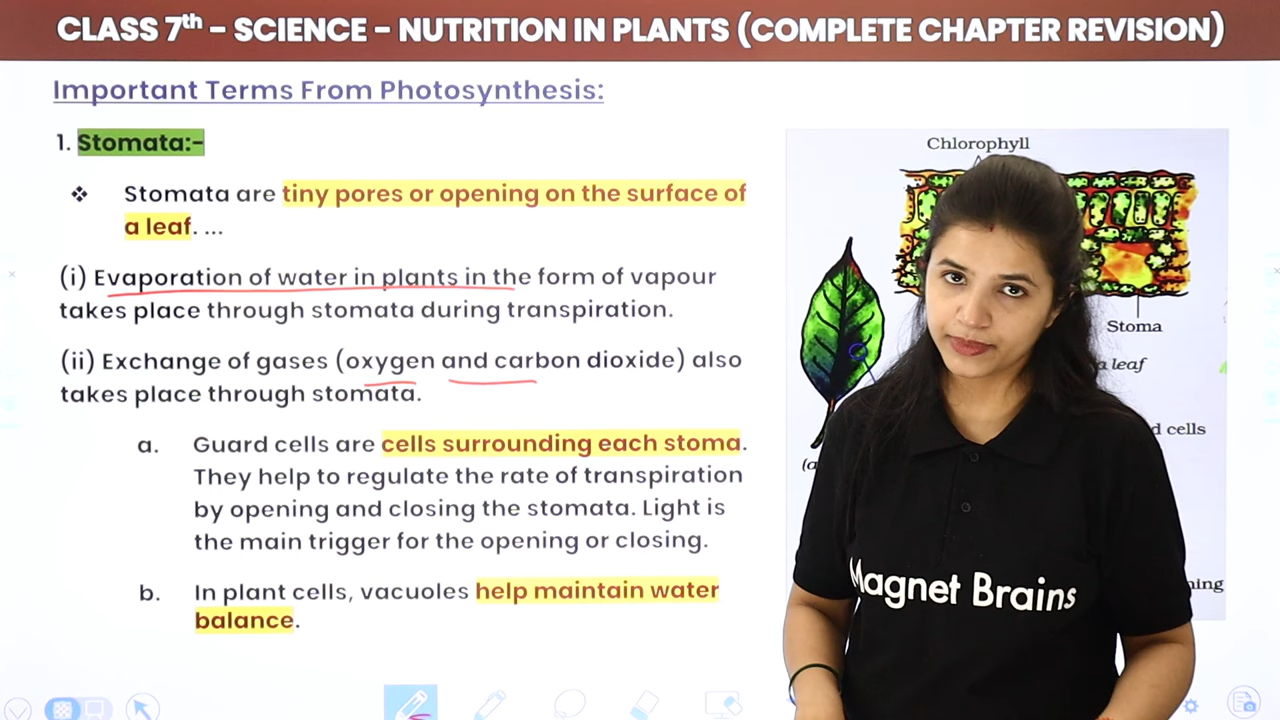 CLASS 7th – SCIENCE – NUTRITION IN PLANTS (COMPLETE CHAPTER REVISION)
Important Terms From Photosynthesis:
1. Stomata:-
❖ Stomata are tiny pores or opening on the surface of
a leaf. ...
(i) Evaporation of water in plants in the form of vapour
takes place through stomata during transpiration.
(ii) Exchange of gases (oxygen and carbon dioxide) also
takes place through stomata.
a. Guard cells are cells surrounding each stoma.
They help to regulate the rate of transpiration
by opening and closing the stomata. Light is
the main trigger for the opening or closing.
b. In plant cells, vacuoles help maintain water
balance.
Chlorophyll
Stoma
a leaf
cells
(a
Magnet Brains